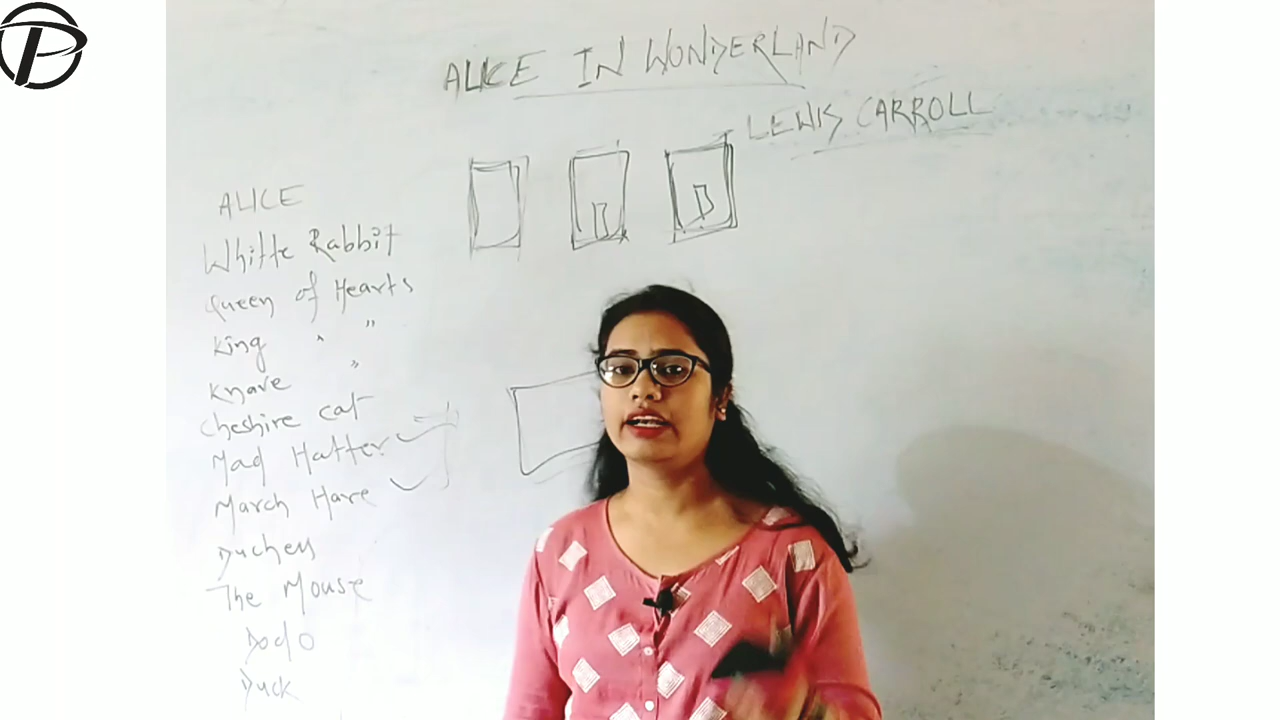 ALICE IN WONDERLAND
LEWIS CARROLL
ALICE
White Rabbit
Queen of Hearts
King " "
Knave "
Cheshire cat
Mad Hatter
March Hare
Duchess
The Mouse
Dodo
Duck